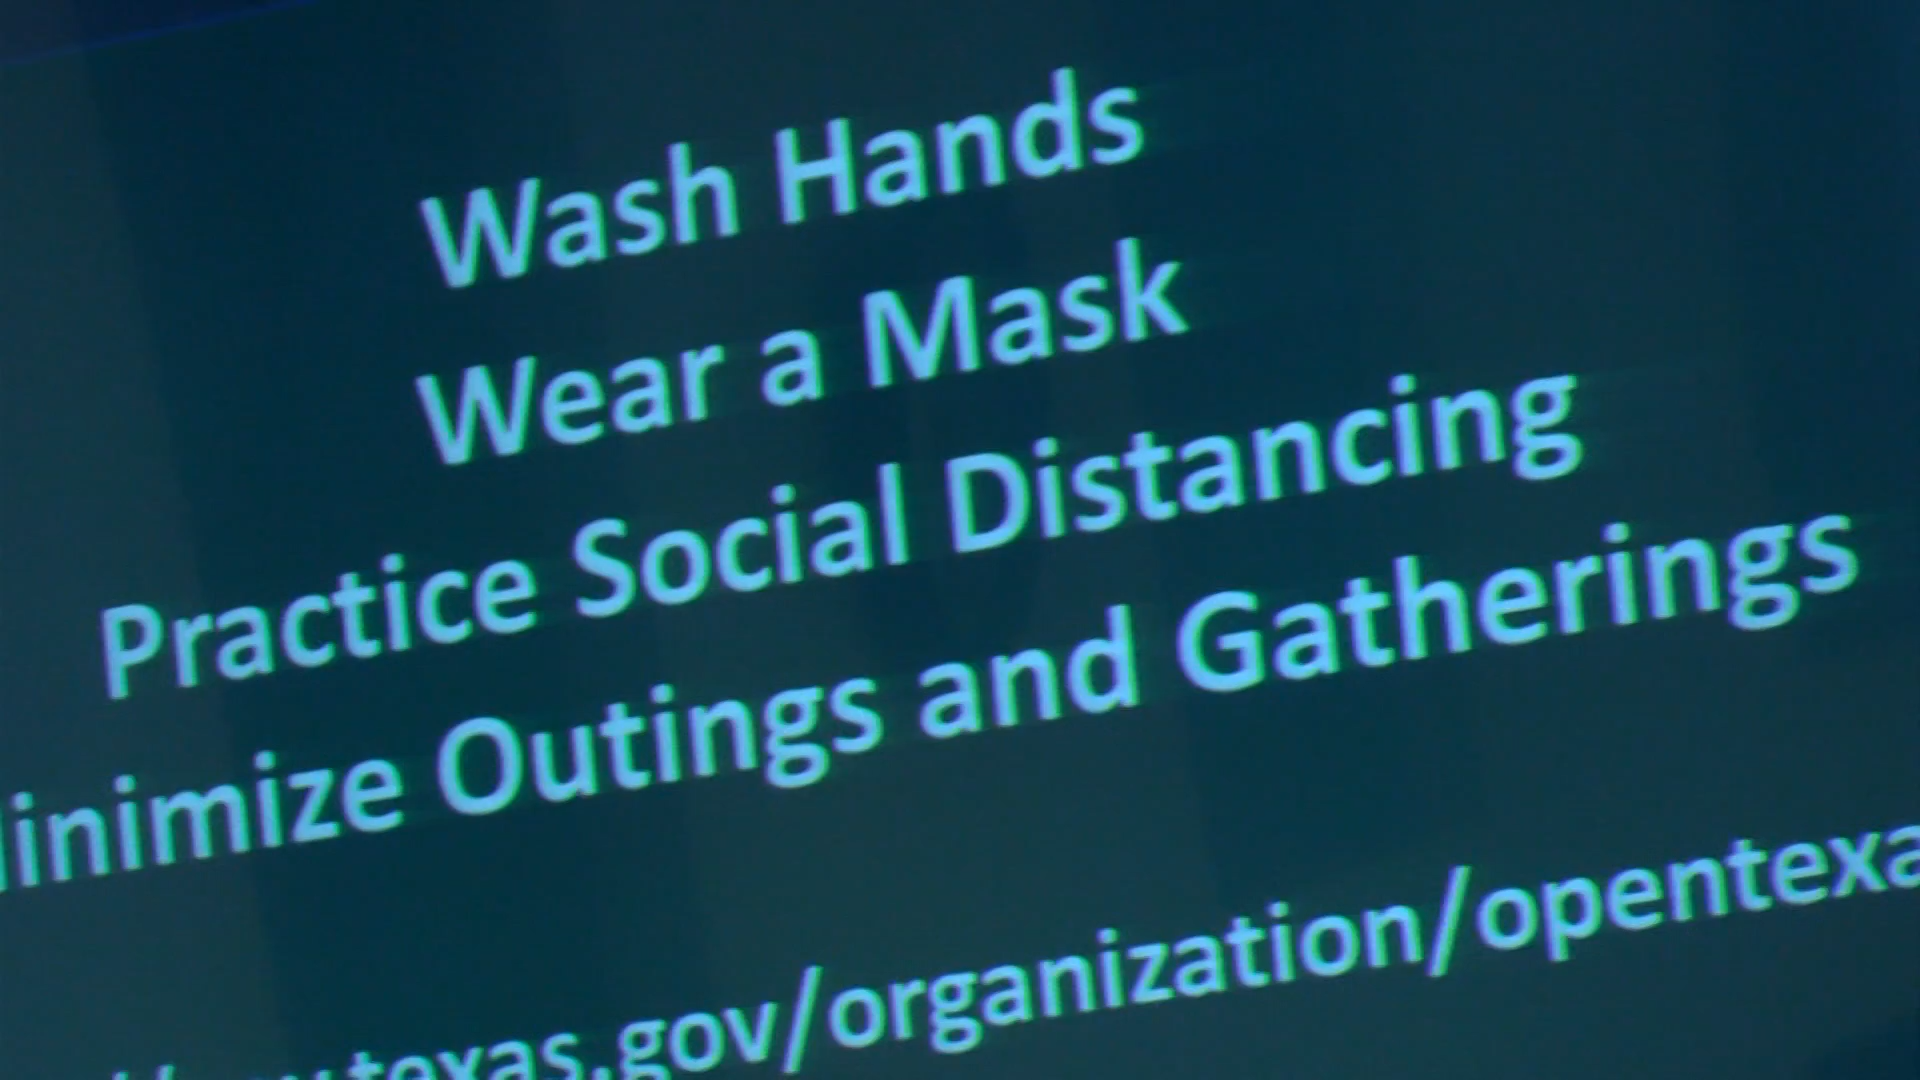 Wash Hands
Wear a Mask
Practice Social Distancing
inimize Outings and Gatherings
texas.gov/organization/opentexa